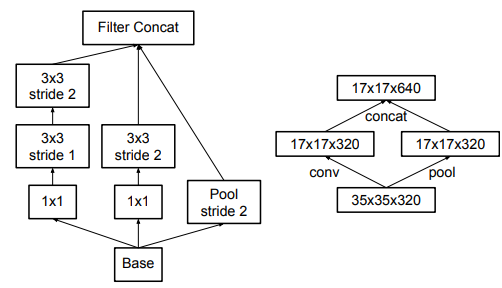 Filter Concat
3x3
stride 2
3x3
stride 1
3x3
stride 2
1x1
1x1
Pool
stride 2
Base
17x17x640
concat
17x17x320
17x17x320
conv
pool
35x35x320